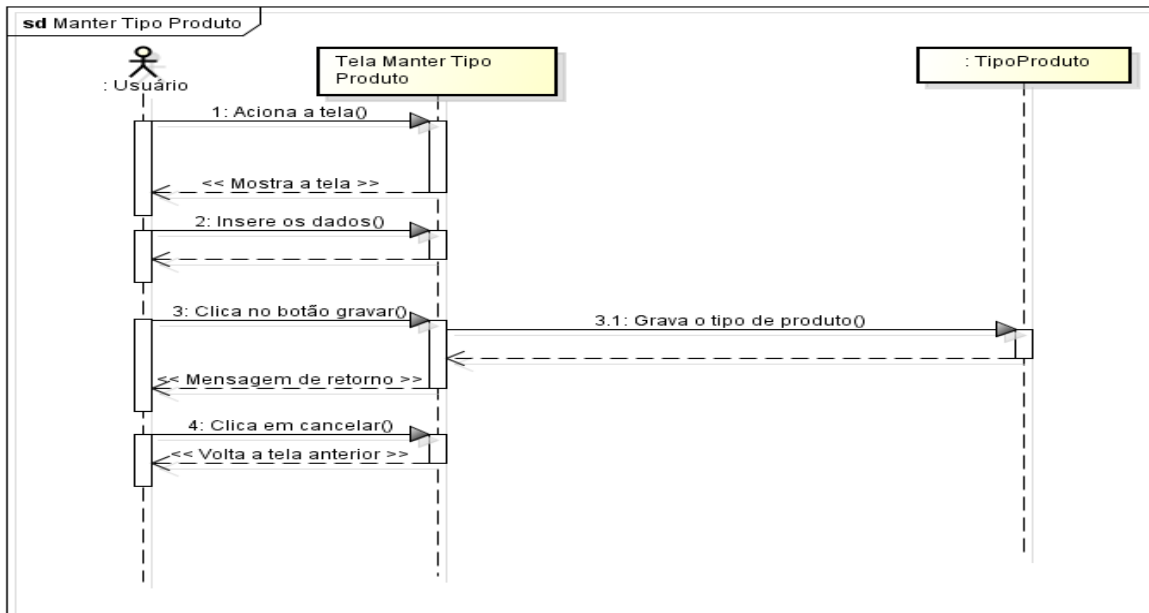 sd Manter Tipo Produto
: Usuário
Tela Manter Tipo
Produto
: TipoProduto
1: Aciona a tela()
<< Mostra a tela >>
2: Insere os dados()
3: Clica no botão gravar()
3.1: Grava o tipo de produto()
<< Mensagem de retorno >>
4: Clica em cancelar()
<< Volta a tela anterior >>